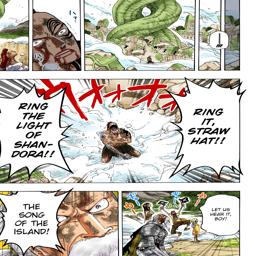 RING
IT,
STRAW
HAT!!
RING
THE
LIGHT
OF
SHAN-
DORA!!
LET US
HEAR IT,
BOY!
THE
SONG
OF THE
ISLAND!